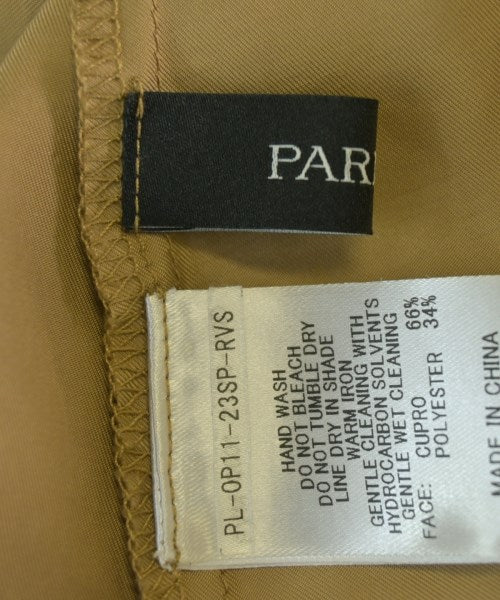 PAR
PL-OP11-23SP-RVS
HAND WASH
DO NOT BLEACH
DO NOT TUMBLE DRY
LINE DRY IN SHADE
WARM IRON
GENTLE CLEANING WITH
HYDROCARBON SOLVENTS
GENTLE WET CLEANING
FACE: CUPRO 66%
POLYESTER 34%
MADE IN CHINA